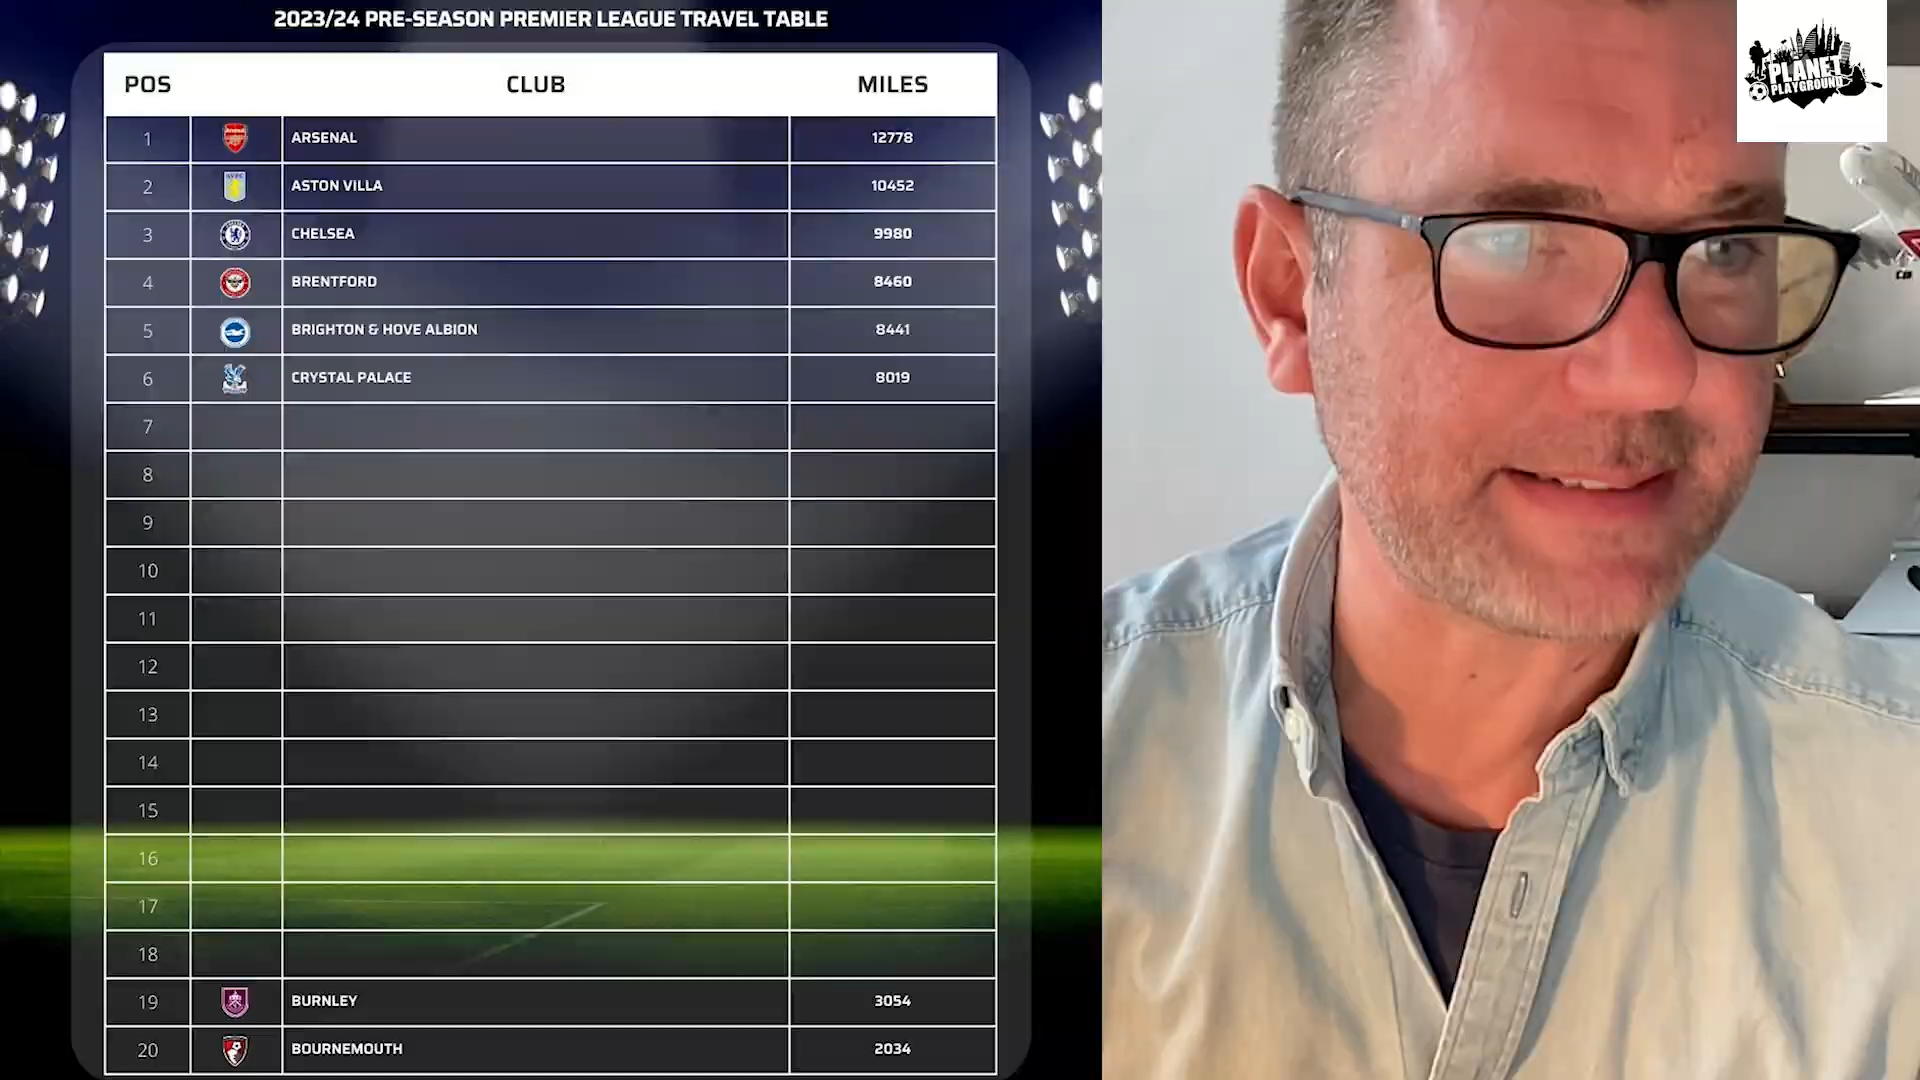 2023/24 PRE-SEASON PREMIER LEAGUE TRAVEL TABLE
POS CLUB MILES
1 ARSENAL 12778
2 ASTON VILLA 10452
3 CHELSEA 9980
4 BRENTFORD 8460
5 BRIGHTON & HOVE ALBION 8441
6 CRYSTAL PALACE 8019
7
8
9
10
11
12
13
14
15
16
17
18
19 BURNLEY 3054
20 BOURNEMOUTH 2034
PLANET
PLAYGROUND